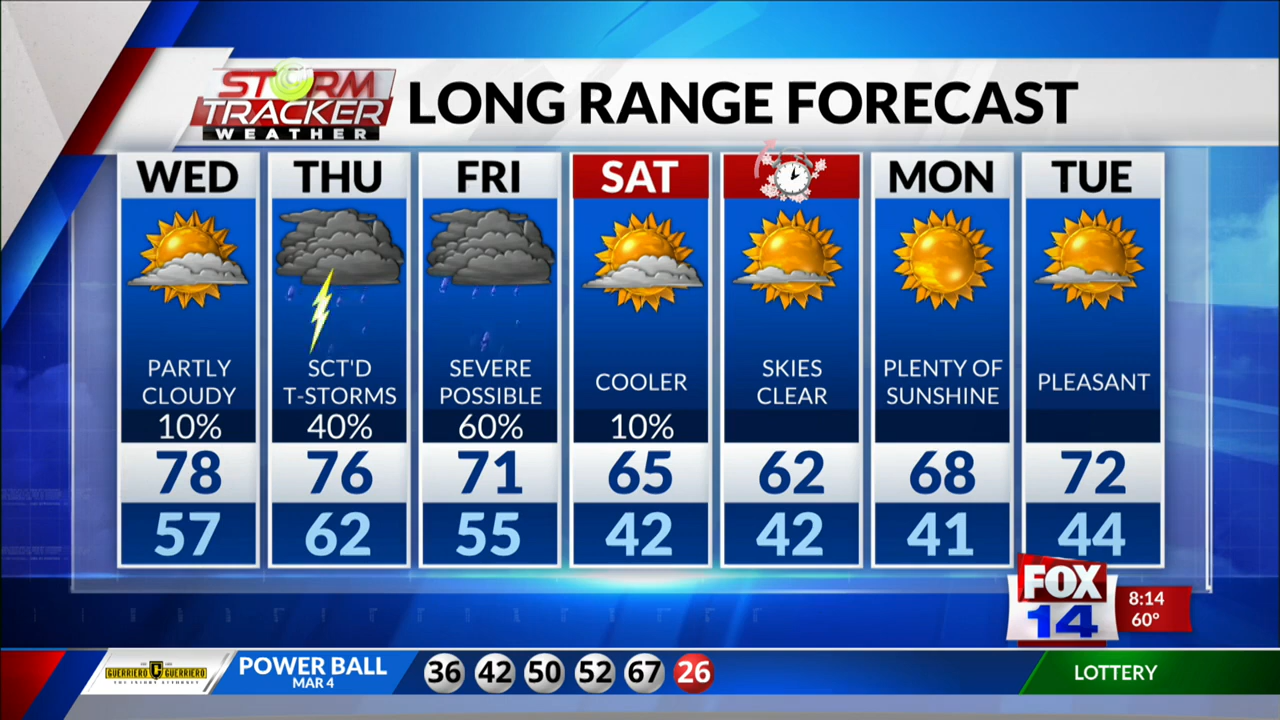 STORM
TRACKER
WEATHER
LONG RANGE FORECAST
WED THU FRI SAT MON TUE
PARTLY
CLOUDY
10%
78
57
SCT'D
T-STORMS
40%
76
62
SEVERE
POSSIBLE
60%
71
55
COOLER
10%
65
42
SKIES
CLEAR
62
42
PLENTY OF
SUNSHINE
68
41
PLEASANT
72
44
FOX
14
8:14
60°
GUERRIERO G GUERRIERO
POWER BALL
MAR 4
36 42 50 52 67 26
LOTTERY